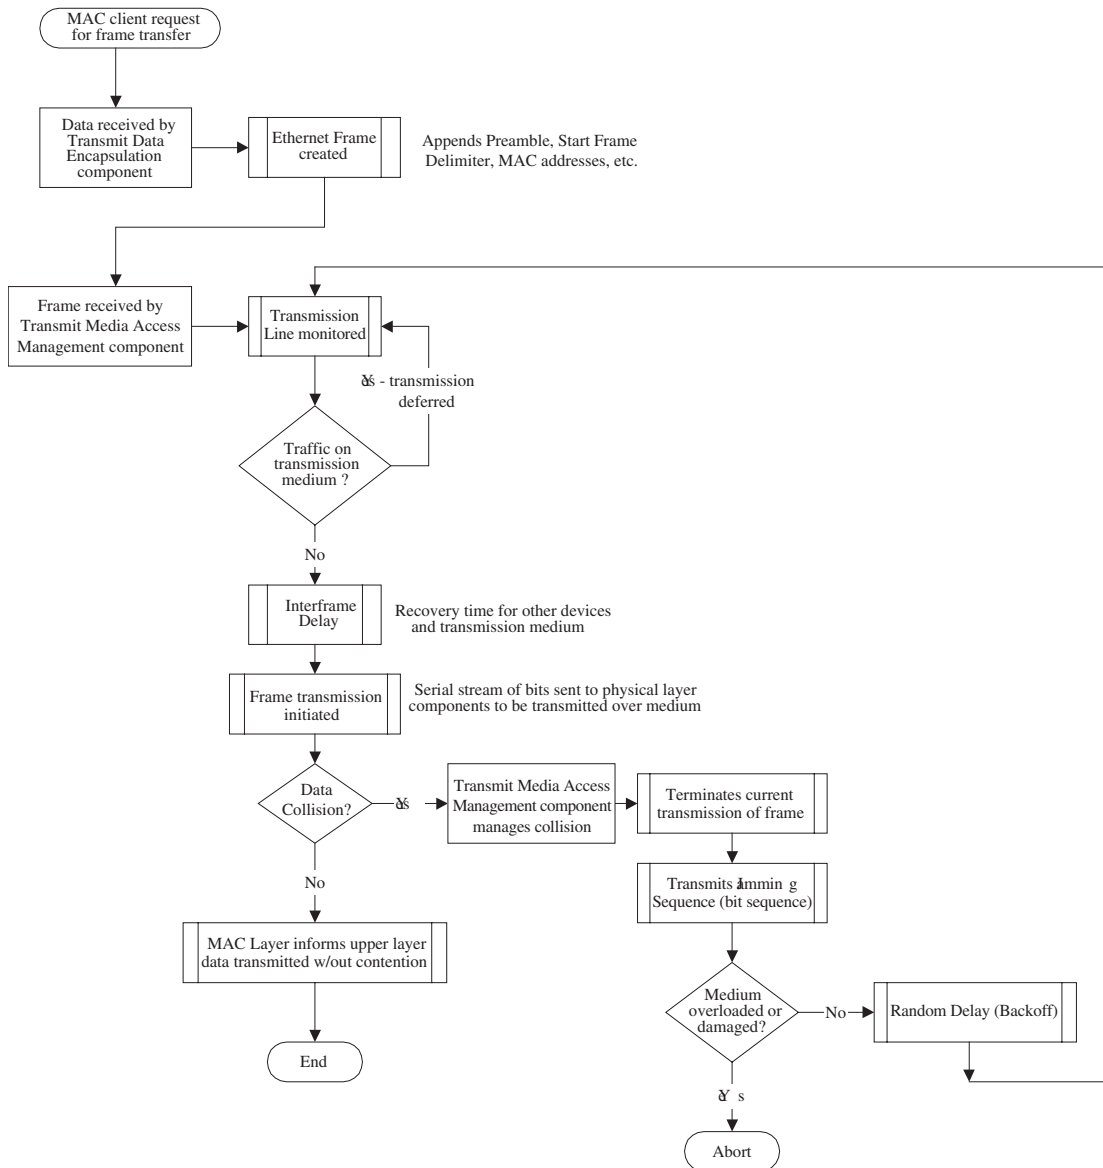 MAC client request
for frame transfer
Data received by
Transmit Data
Encapsulation
component
Ethernet Frame
created
Appends Preamble, Start Frame
Delimiter, MAC addresses, etc.
Frame received by
Transmit Media Access
Management component
Transmission
Line monitored
Yes - transmission
deferred
Traffic on
transmission
medium ?
No
Interframe
Delay
Recovery time for other devices
and transmission medium
Frame transmission
initiated
Serial stream of bits sent to physical layer
components to be transmitted over medium
Data
Collision?
Yes
Transmit Media Access
Management component
manages collision
Terminates current
transmission of frame
No
Transmits Jamming
Sequence (bit sequence)
MAC Layer informs upper layer
data transmitted w/out contention
Medium
overloaded or
damaged?
No
Random Delay (Backoff)
End
Yes
Abort